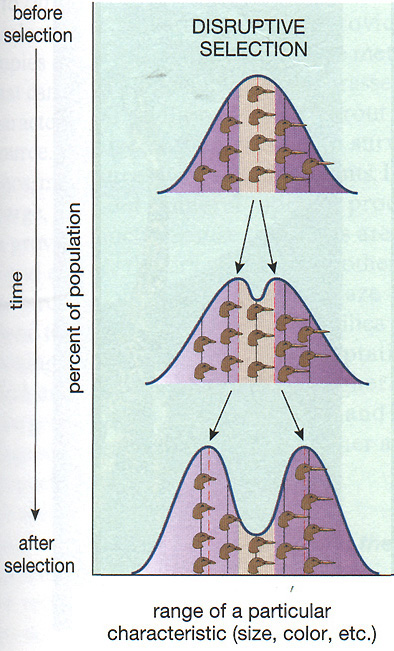 before
selection
DISRUPTIVE
SELECTION
time
percent of population
after
selection
range of a particular
characteristic (size, color, etc.)